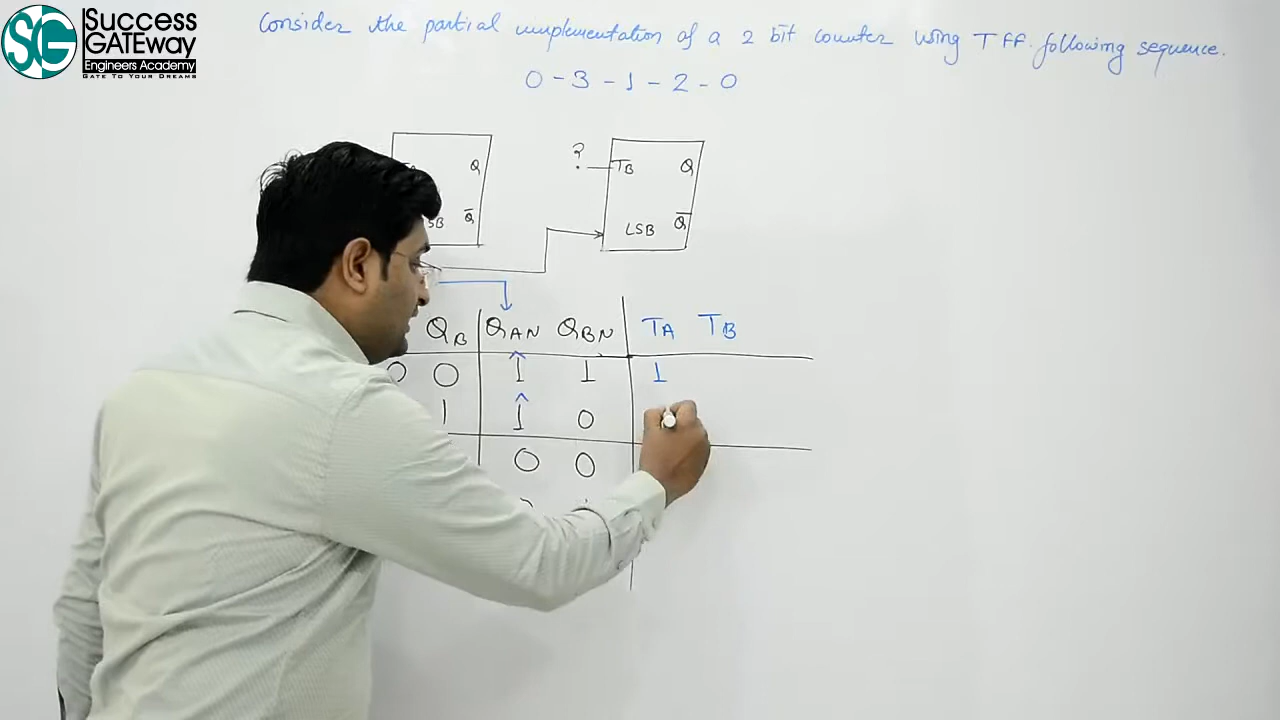 Success
GATEway
Engineers Academy
GATE TO YOUR DREAMS
SG
Consider the partial implementation of a 2 bit counter using T FF following sequence.
0 - 3 - 1 - 2 - 0
Q
? TB Q
Q̅
LSB Q̅
QB QAN QBN TA TB
0 0 1 1 1
1 1 0
0 0